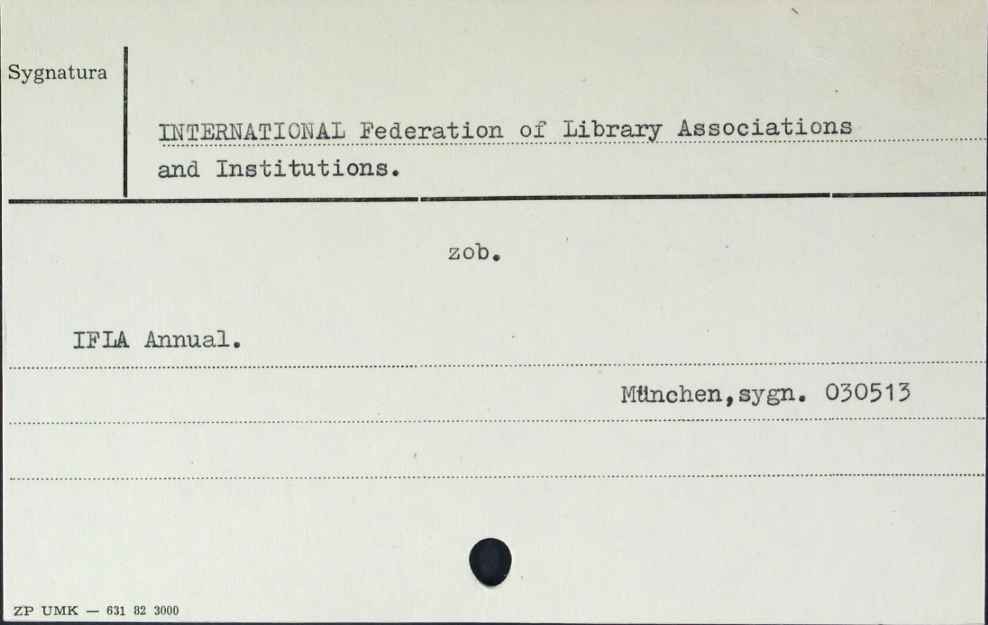 Sygnatura
INTERNATIONAL Federation of Library Associations
and Institutions.
zob.
IFLA Annual.
München,sygn. 030513
ZP UMK — 631 82 3000